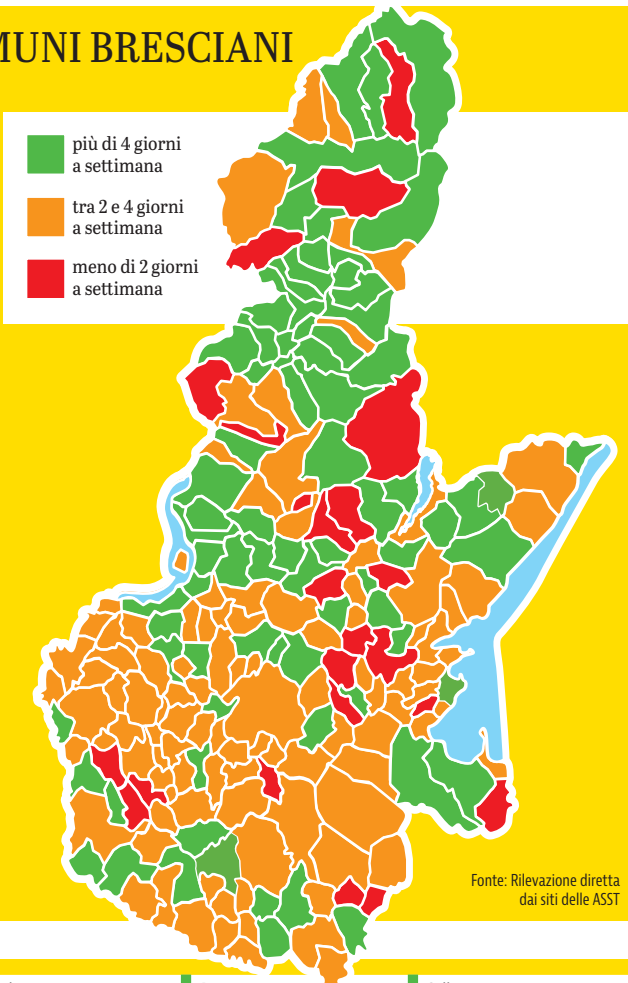 MUNI BRESCIANI
più di 4 giorni
a settimana
tra 2 e 4 giorni
a settimana
meno di 2 giorni
a settimana
Fonte: Rilevazione diretta
dai siti delle ASST